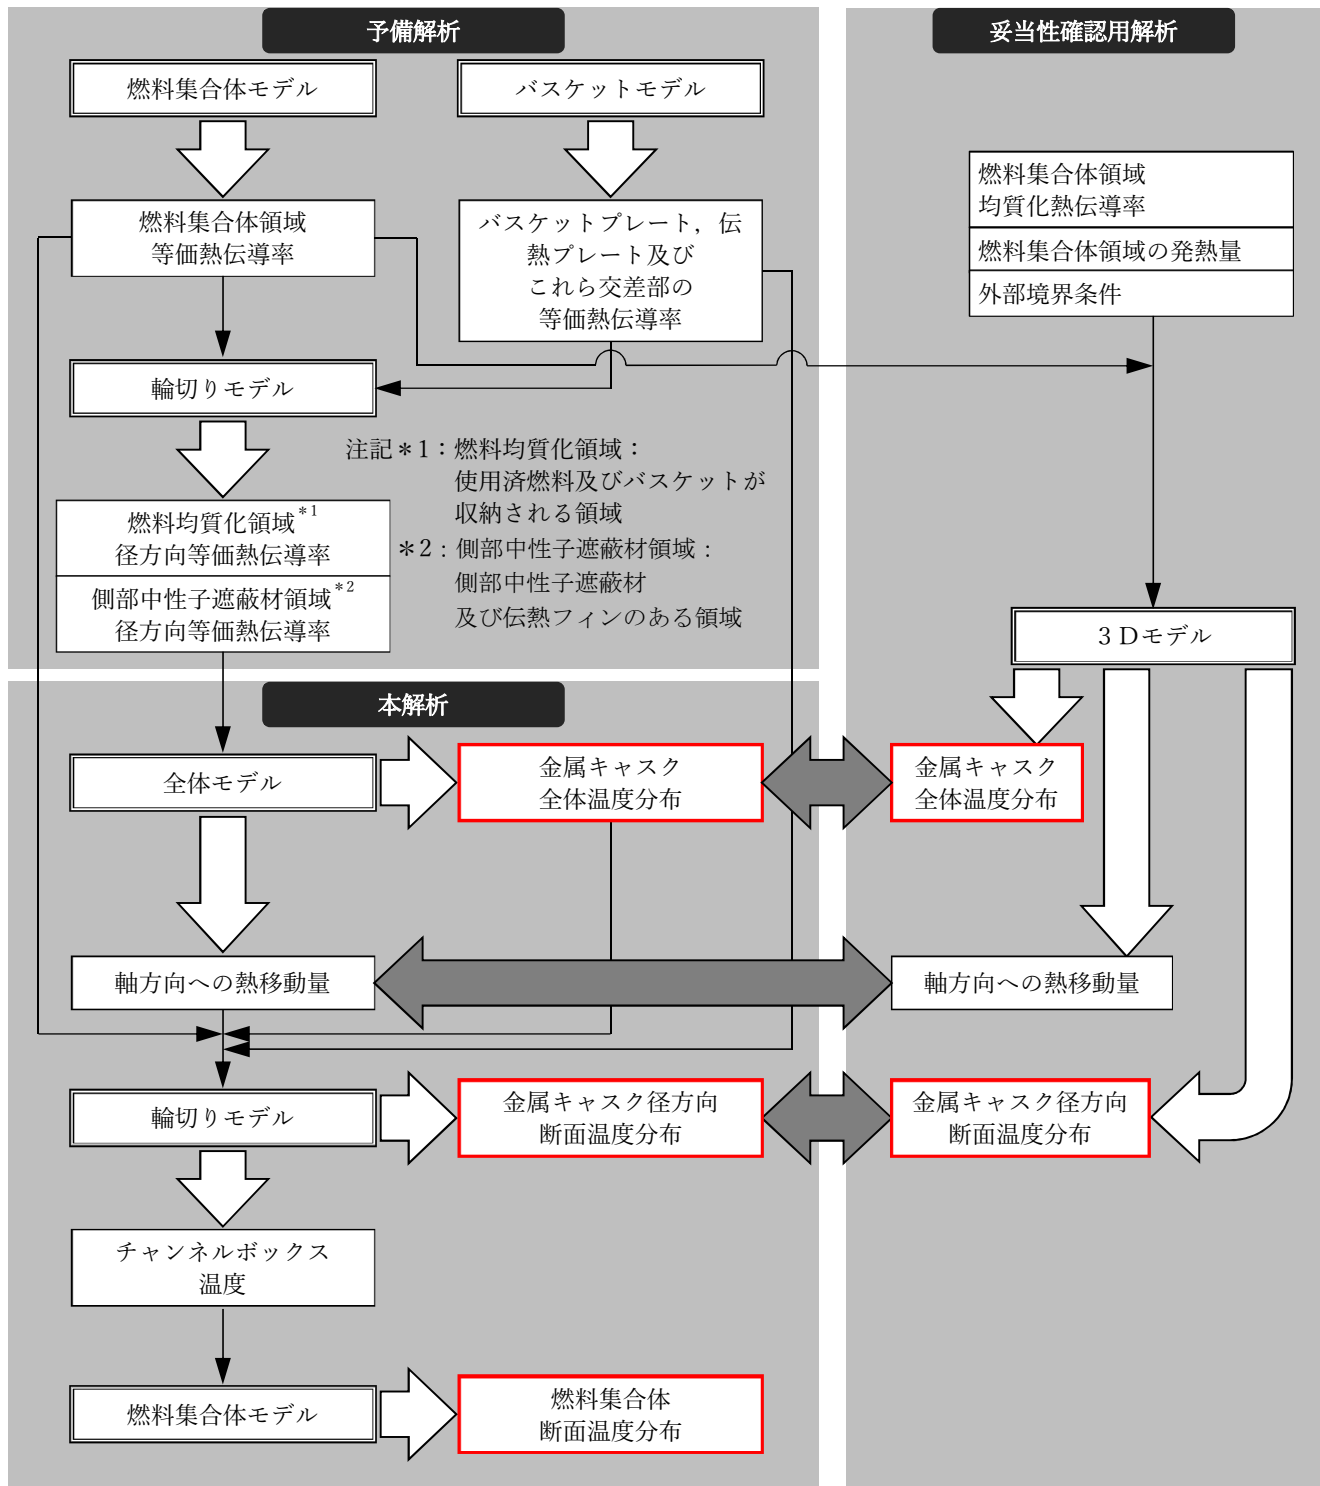 予備解析
燃料集合体モデル
バスケットモデル
燃料集合体領域
等価熱伝導率
バスケットプレート，伝
熱プレート及び
これら交差部の
等価熱伝導率
輪切りモデル
注記＊1：燃料均質化領域：
使用済燃料及びバスケットが
収納される領域
＊2：側部中性子遮蔽材領域：
側部中性子遮蔽材
及び伝熱フィンのある領域
燃料均質化領域＊1
径方向等価熱伝導率
側部中性子遮蔽材領域＊2
径方向等価熱伝導率
本解析
全体モデル
金属キャスク
全体温度分布
軸方向への熱移動量
輪切りモデル
金属キャスク径方向
断面温度分布
チャンネルボックス
温度
燃料集合体モデル
燃料集合体
断面温度分布
妥当性確認用解析
燃料集合体領域
均質化熱伝導率
燃料集合体領域の発熱量
外部境界条件
３Ｄモデル
金属キャスク
全体温度分布
軸方向への熱移動量
金属キャスク径方向
断面温度分布